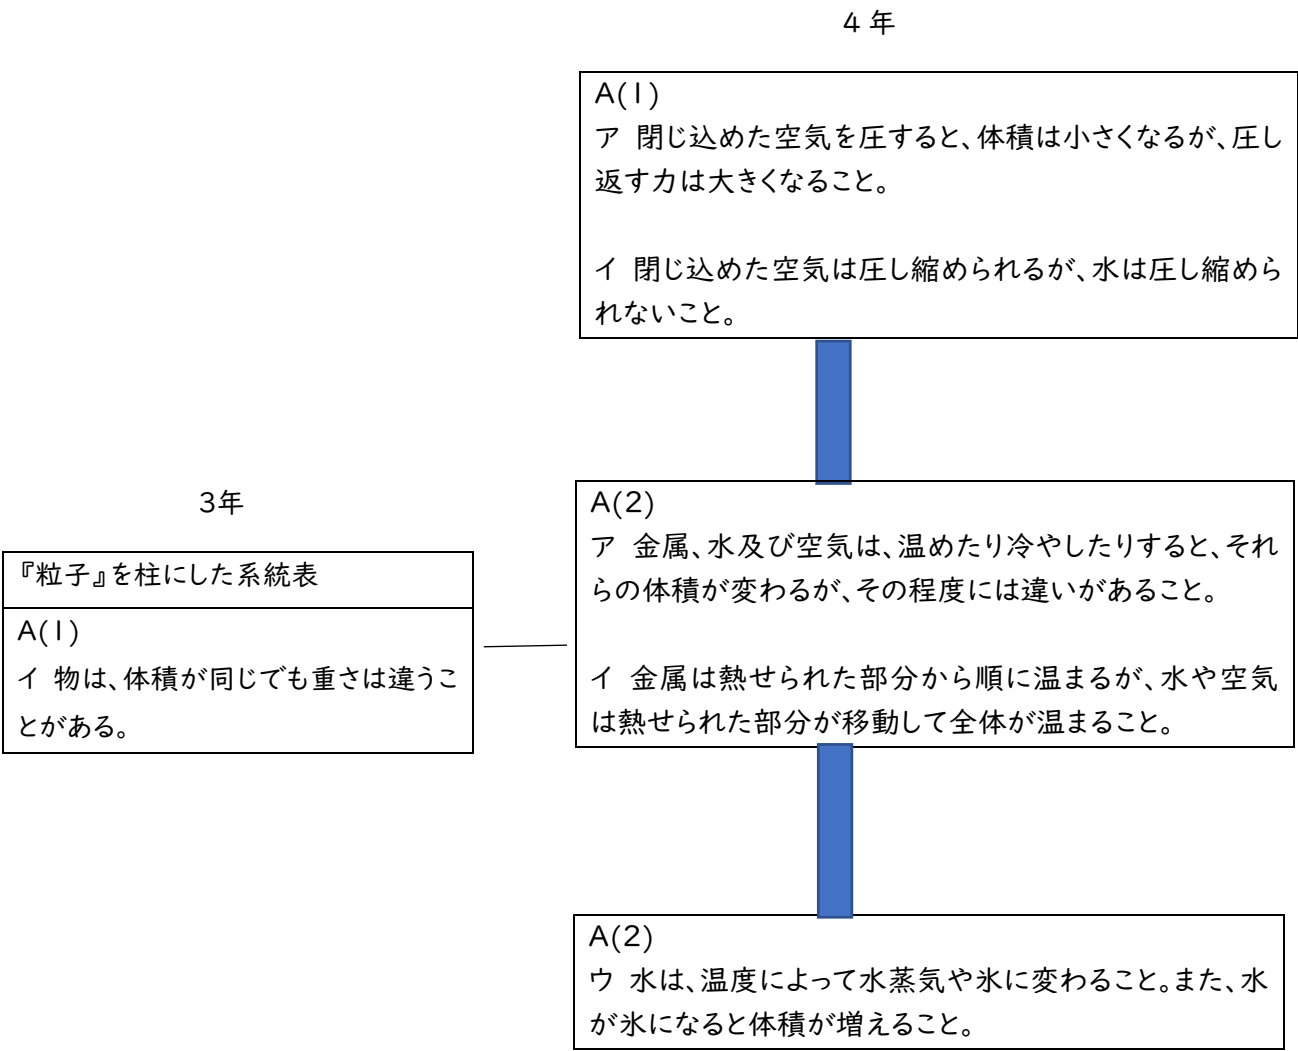 4 年
A(1)
ア 閉じ込めた空気を圧すると、体積は小さくなるが、圧し
返す力は大きくなること。
イ 閉じ込めた空気は圧し縮められるが、水は圧し縮めら
れないこと。
3年
『粒子』を柱にした系統表
A(1)
イ 物は、体積が同じでも重さは違うこ
とがある。
A(2)
ア 金属、水及び空気は、温めたり冷やしたりすると、それ
らの体積が変わるが、その程度には違いがあること。
イ 金属は熱せられた部分から順に温まるが、水や空気
は熱せられた部分が移動して全体が温まること。
A(2)
ウ 水は、温度によって水蒸気や氷に変わること。また、水
が氷になると体積が増えること。